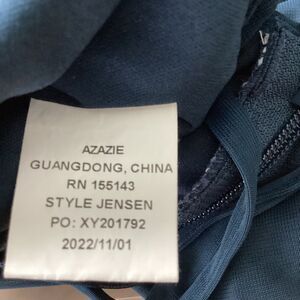 AZAZIE
GUANGDONG, CHINA
RN 155143
STYLE JENSEN
PO: XY201792
2022/11/01